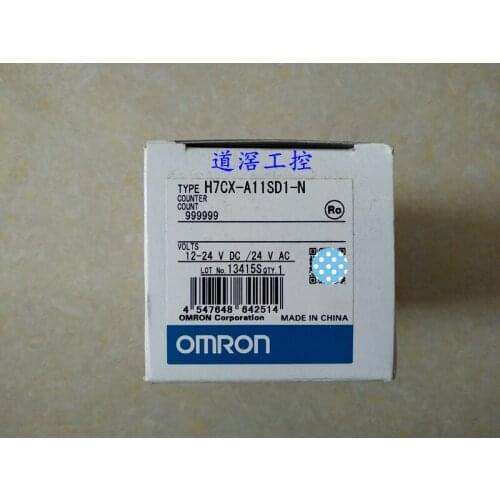 道滘工控
TYPE H7CX-A11SD1-N
COUNTER
COUNT
999999
Ro
VOLTS
12-24 V DC /24 V AC
LOT No. 13415S QTY. 1
4 547648 642514
OMRON Corporation
MADE IN CHINA
OMRON